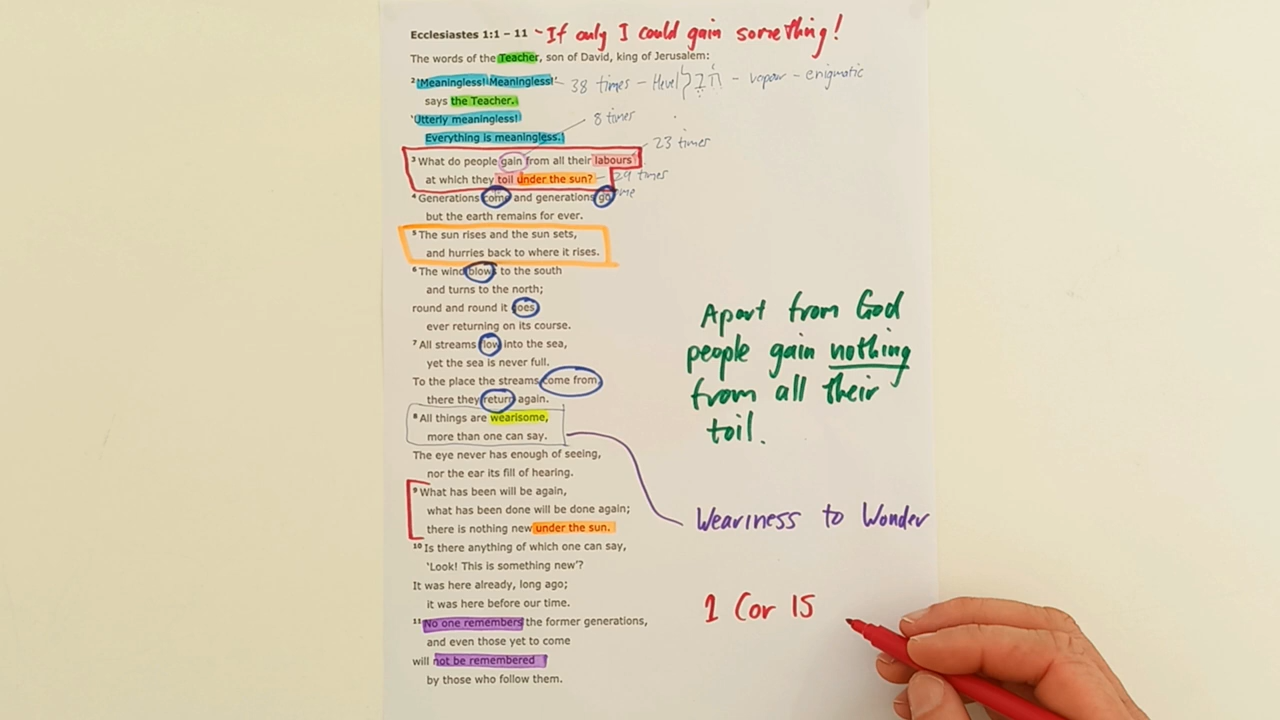 Ecclesiastes 1:1 – 11 ~ If only I could gain something!
The words of the Teacher, son of David, king of Jerusalem:
2 'Meaningless! Meaningless!' – 38 times – Hevel הבל – vapour – enigmatic
says the Teacher.
'Utterly meaningless! 8 times
Everything is meaningless.' 23 times
3 What do people gain from all their labours
at which they toil under the sun? – 29 times
4 Generations come and generations go
but the earth remains for ever.
5 The sun rises and the sun sets,
and hurries back to where it rises.
6 The wind blows to the south
and turns to the north;
round and round it goes,
ever returning on its course.
7 All streams flow into the sea,
yet the sea is never full.
To the place the streams come from,
there they return again.
8 All things are wearisome,
more than one can say.
The eye never has enough of seeing,
nor the ear its fill of hearing.
9 What has been will be again,
what has been done will be done again;
there is nothing new under the sun.
10 Is there anything of which one can say,
'Look! This is something new'?
It was here already, long ago;
it was here before our time.
11 No one remembers the former generations,
and even those yet to come
will not be remembered
by those who follow them.
Apart from God
people gain nothing
from all their
toil.
Weariness to Wonder
1 Cor 15